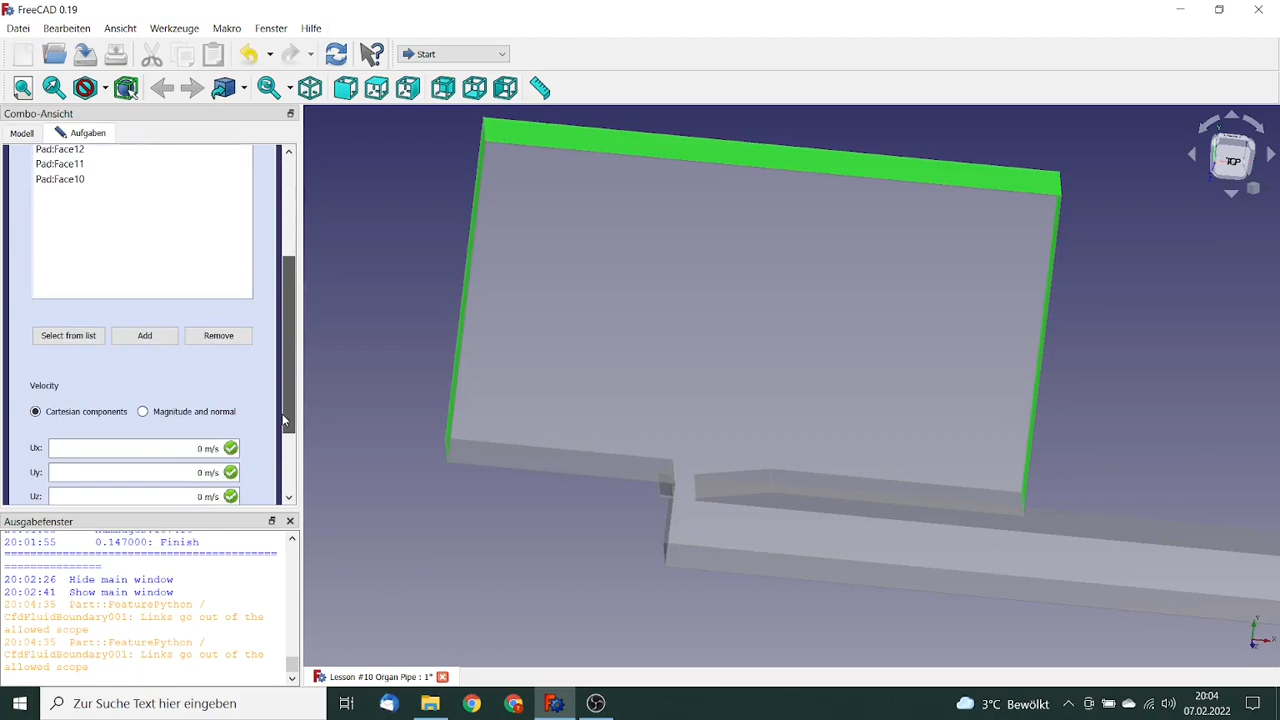 FreeCAD 0.19
Datei Bearbeiten Ansicht Werkzeuge Makro Fenster Hilfe
Start
Combo-Ansicht
Modell Aufgaben
Pad:Face12
Pad:Face11
Pad:Face10
TOP
Select from list Add Remove
Velocity
Cartesian components Magnitude and normal
Ux: 0 m/s
Uy: 0 m/s
Uz: 0 m/s
Ausgabefenster
20:01:55 0.147000: Finish
===========================================
===============
20:02:26 Hide main window
20:02:41 Show main window
20:04:35 Part::FeaturePython /
CfdFluidBoundary001: Links go out of the
allowed scope
20:04:35 Part::FeaturePython /
CfdFluidBoundary001: Links go out of the
allowed scope
Lesson #10 Organ Pipe : 1*
Zur Suche Text hier eingeben
3°C Bewölkt
20:04
07.02.2022